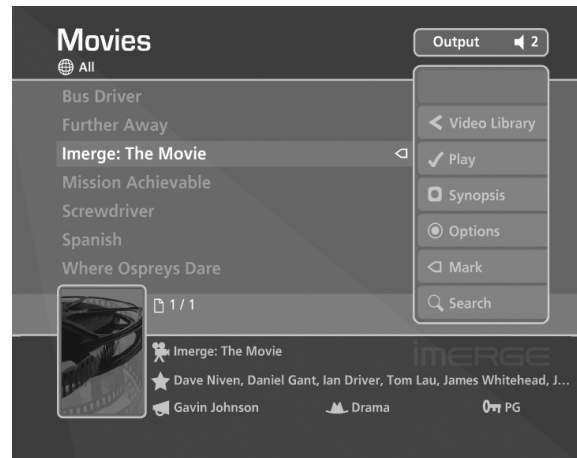 Movies
All
Output 2
Bus Driver
Further Away
Imerge: The Movie
Mission Achievable
Screwdriver
Spanish
Where Ospreys Dare
Video Library
Play
Synopsis
Options
Mark
Search
1 / 1
Imerge: The Movie
imerge
Dave Niven, Daniel Gant, Ian Driver, Tom Lau, James Whitehead, J...
Gavin Johnson Drama PG